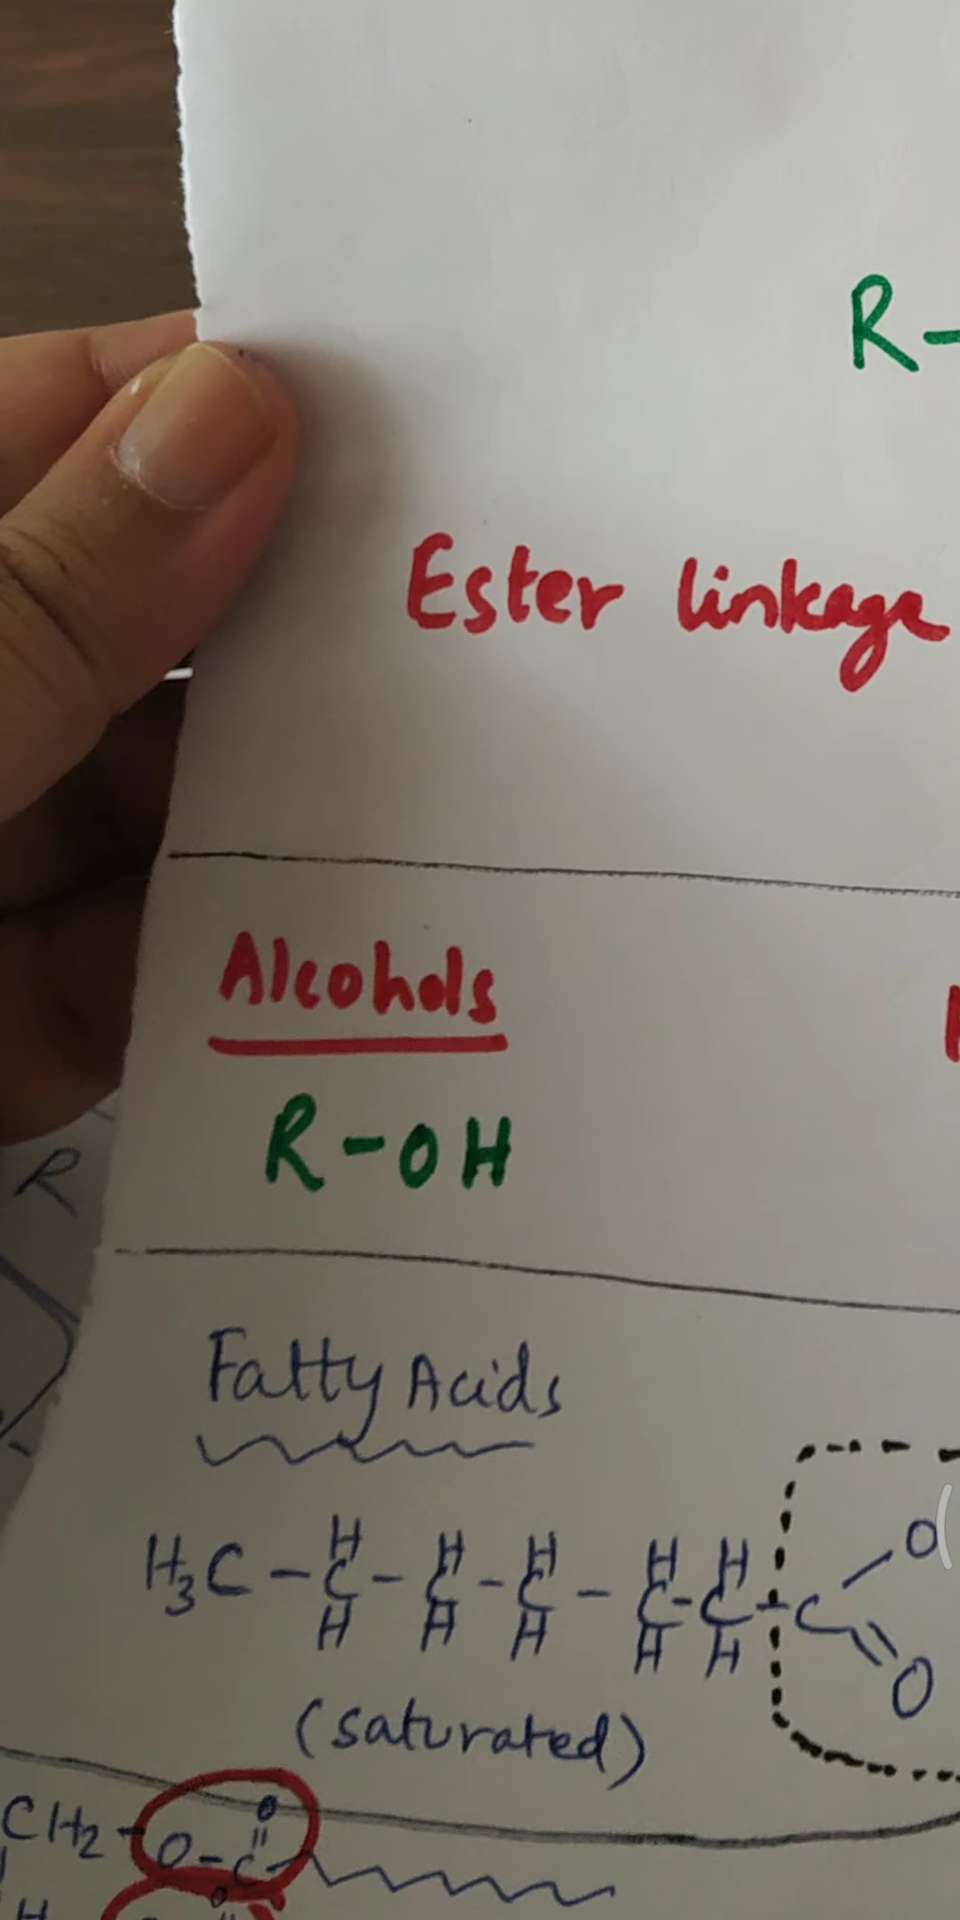 R-
Ester linkage
Alcohols
R-OH
R
Fatty Acids
H H H H H O
H₃C - C - C - C - C - C - C
H H H H H O
(saturated)
O
CH₂ - O - C
H O